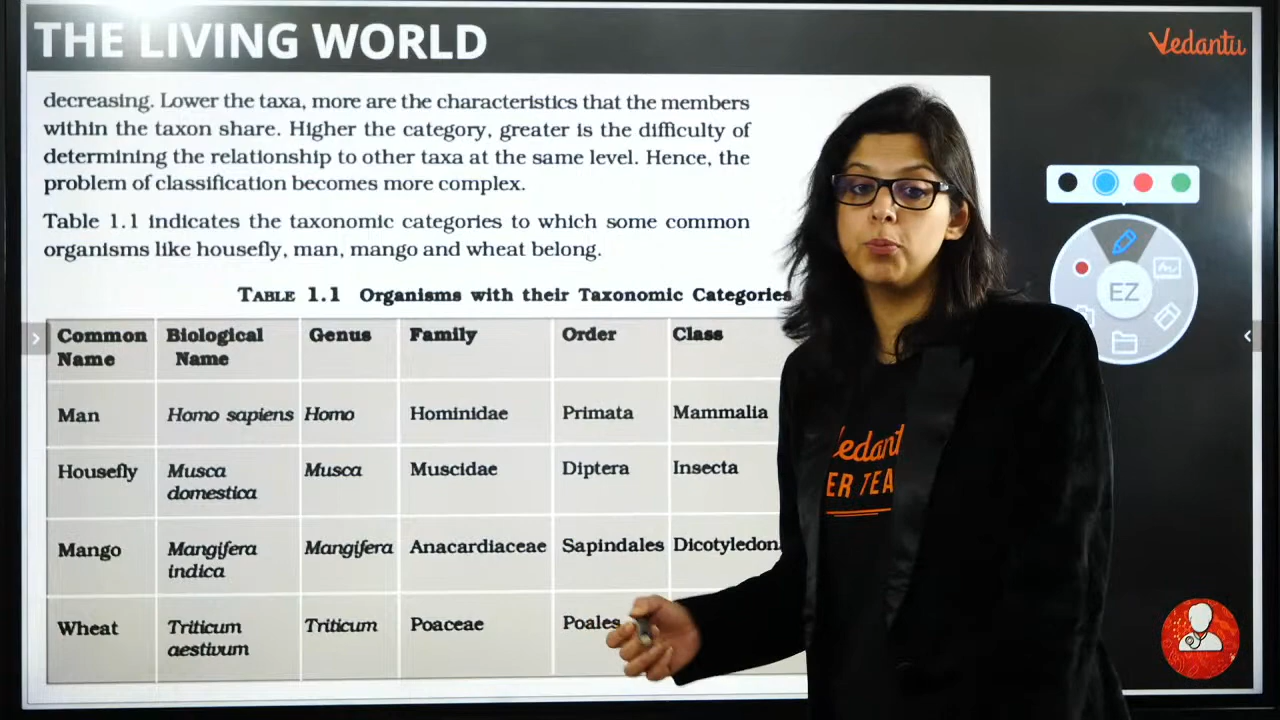 THE LIVING WORLD
Vedantu
decreasing. Lower the taxa, more are the characteristics that the members
within the taxon share. Higher the category, greater is the difficulty of
determining the relationship to other taxa at the same level. Hence, the
problem of classification becomes more complex.
Table 1.1 indicates the taxonomic categories to which some common
organisms like housefly, man, mango and wheat belong.
TABLE 1.1 Organisms with their Taxonomic Categories
Common Name Biological Name Genus Family Order Class
Man Homo sapiens Homo Hominidae Primata Mammalia
Housefly Musca domestica Musca Muscidae Diptera Insecta
Mango Mangifera indica Mangifera Anacardiaceae Sapindales Dicotyledon
Wheat Triticum aestivum Triticum Poaceae Poales
EZ
edant
ER TEA